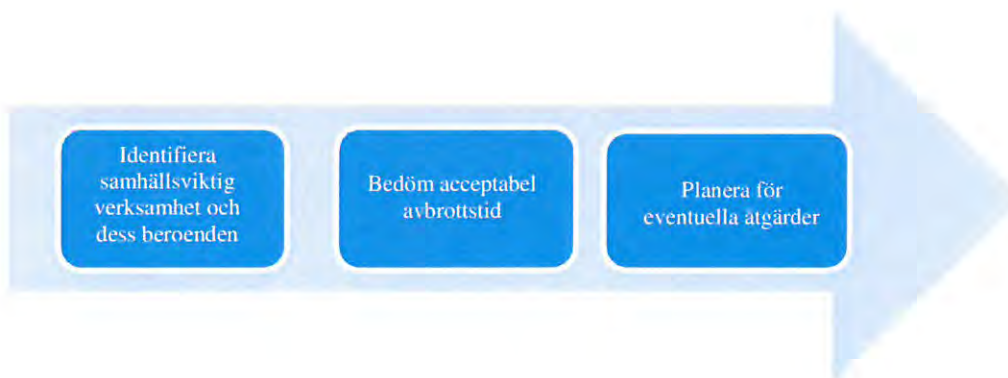 Identifiera
samhällsviktig
verksamhet och
dess beroenden
Bedöm acceptabel
avbrottstid
Planera för
eventuella åtgärder